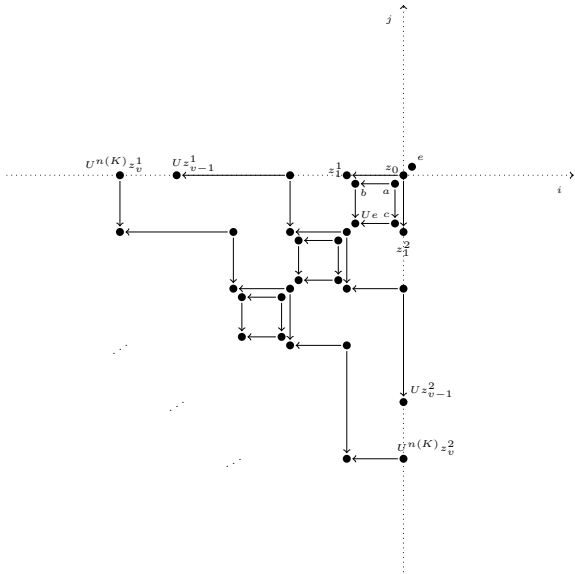 j
e
U^{n(K)}z_v^1
Uz_{v-1}^1
z_1^1
z_0
i
b
a
Ue
c
z_1^2
Uz_{v-1}^2
U^{n(K)}z_v^2